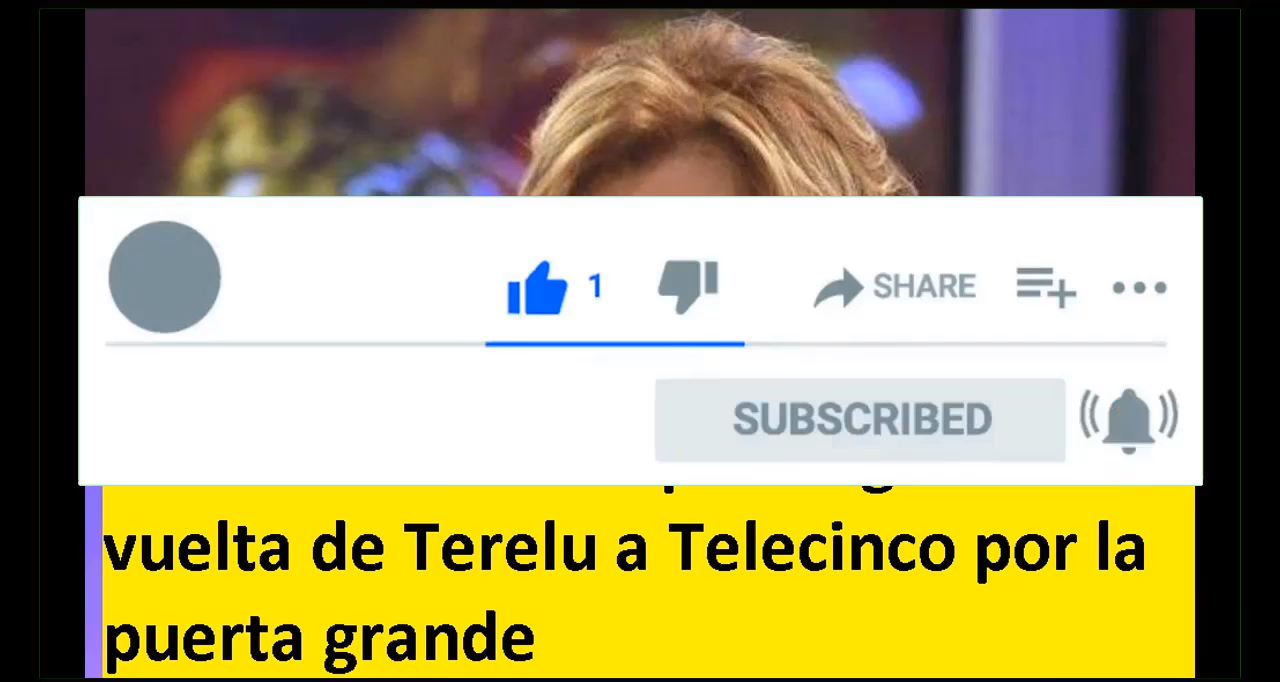 1
SHARE
SUBSCRIBED
vuelta de Terelu a Telecinco por la
puerta grande